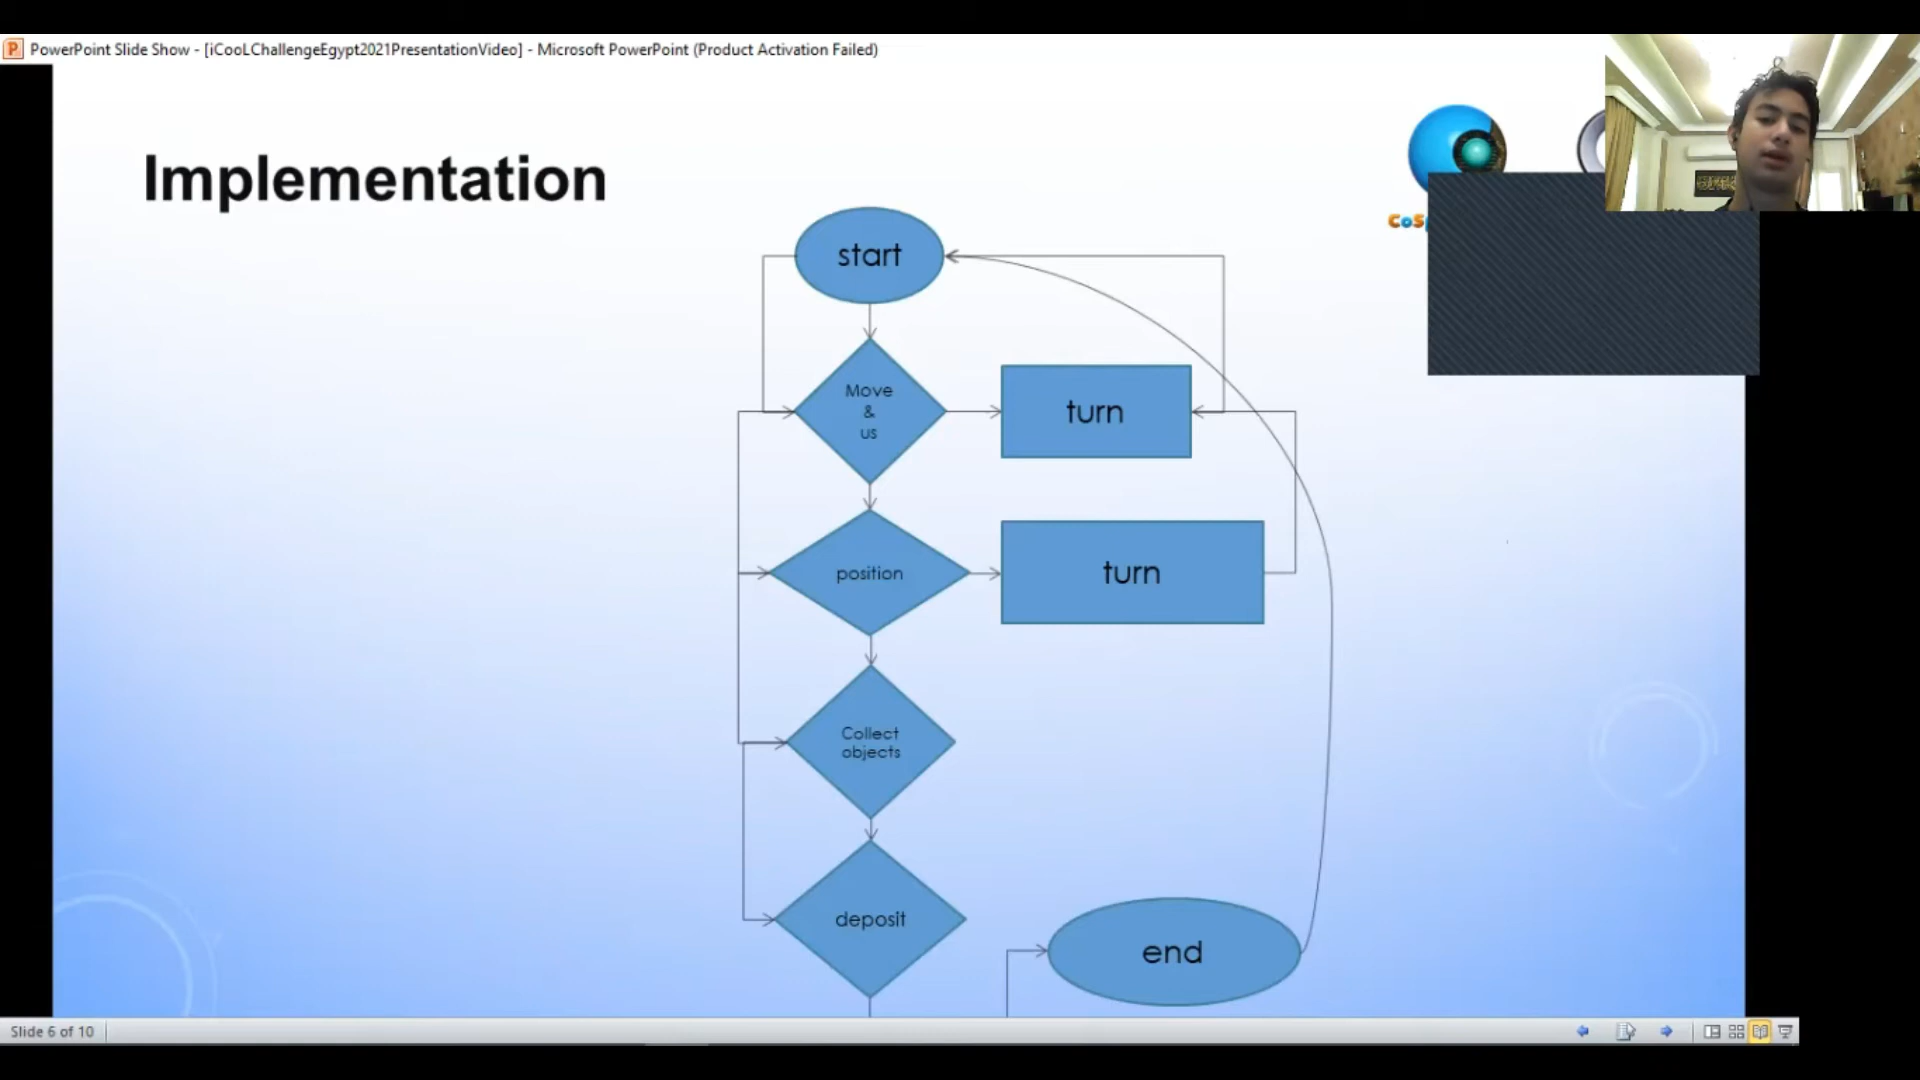 PowerPoint Slide Show - [iCooLChallengeEgypt2021PresentationVideo] - Microsoft PowerPoint (Product Activation Failed)
Implementation
CoS
start
Move
&
us
turn
position
turn
Collect
objects
deposit
end
Slide 6 of 10